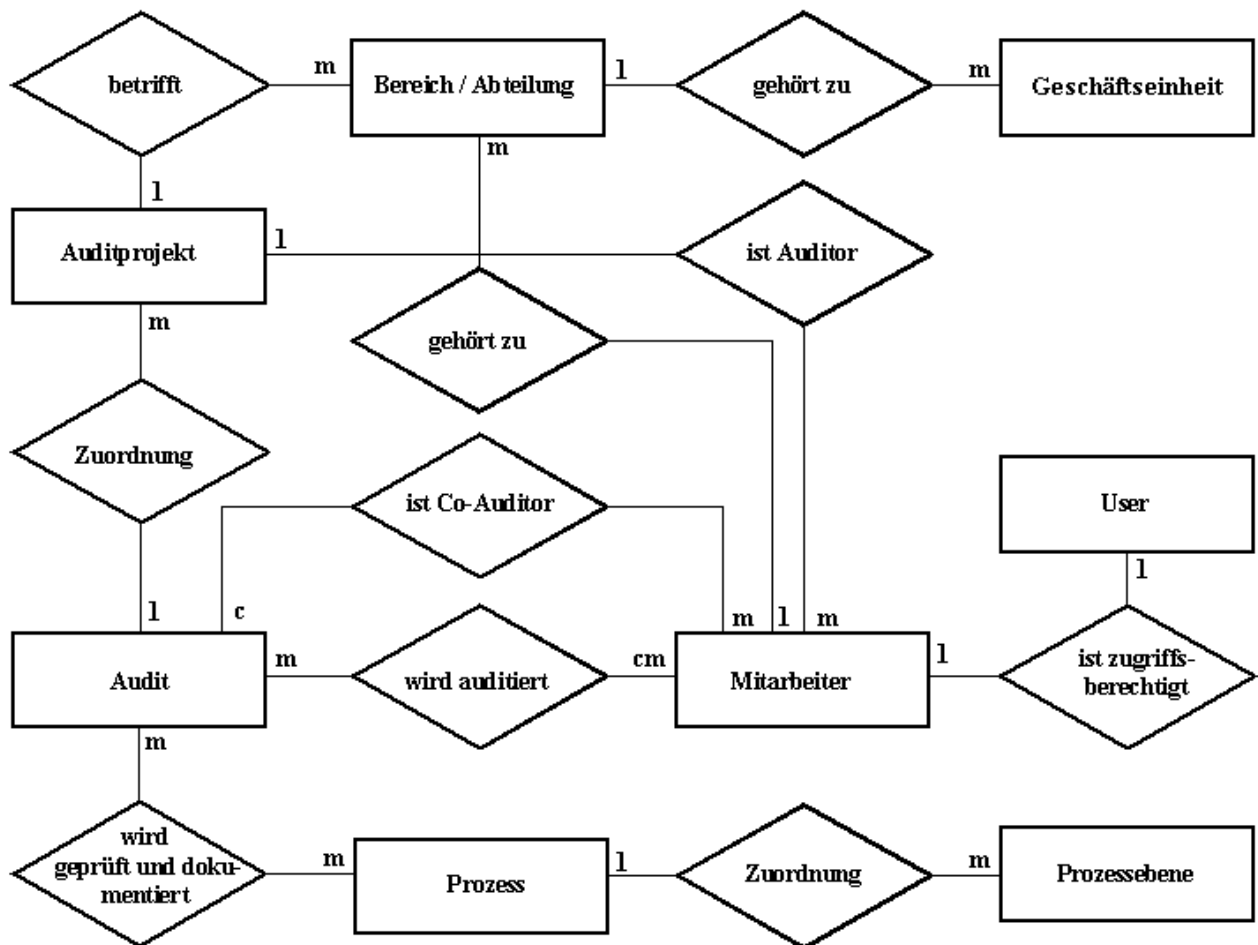 betrifft
m
Bereich / Abteilung
1
gehört zu
m
Geschäftseinheit
m
1
Auditprojekt
1
ist Auditor
m
gehört zu
Zuordnung
ist Co-Auditor
User
1
1
c
m
1
m
Audit
m
wird auditiert
cm
Mitarbeiter
1
ist zugriffs-
berechtigt
m
wird
geprüft und doku-
mentiert
m
Prozess
1
Zuordnung
m
Prozessebene